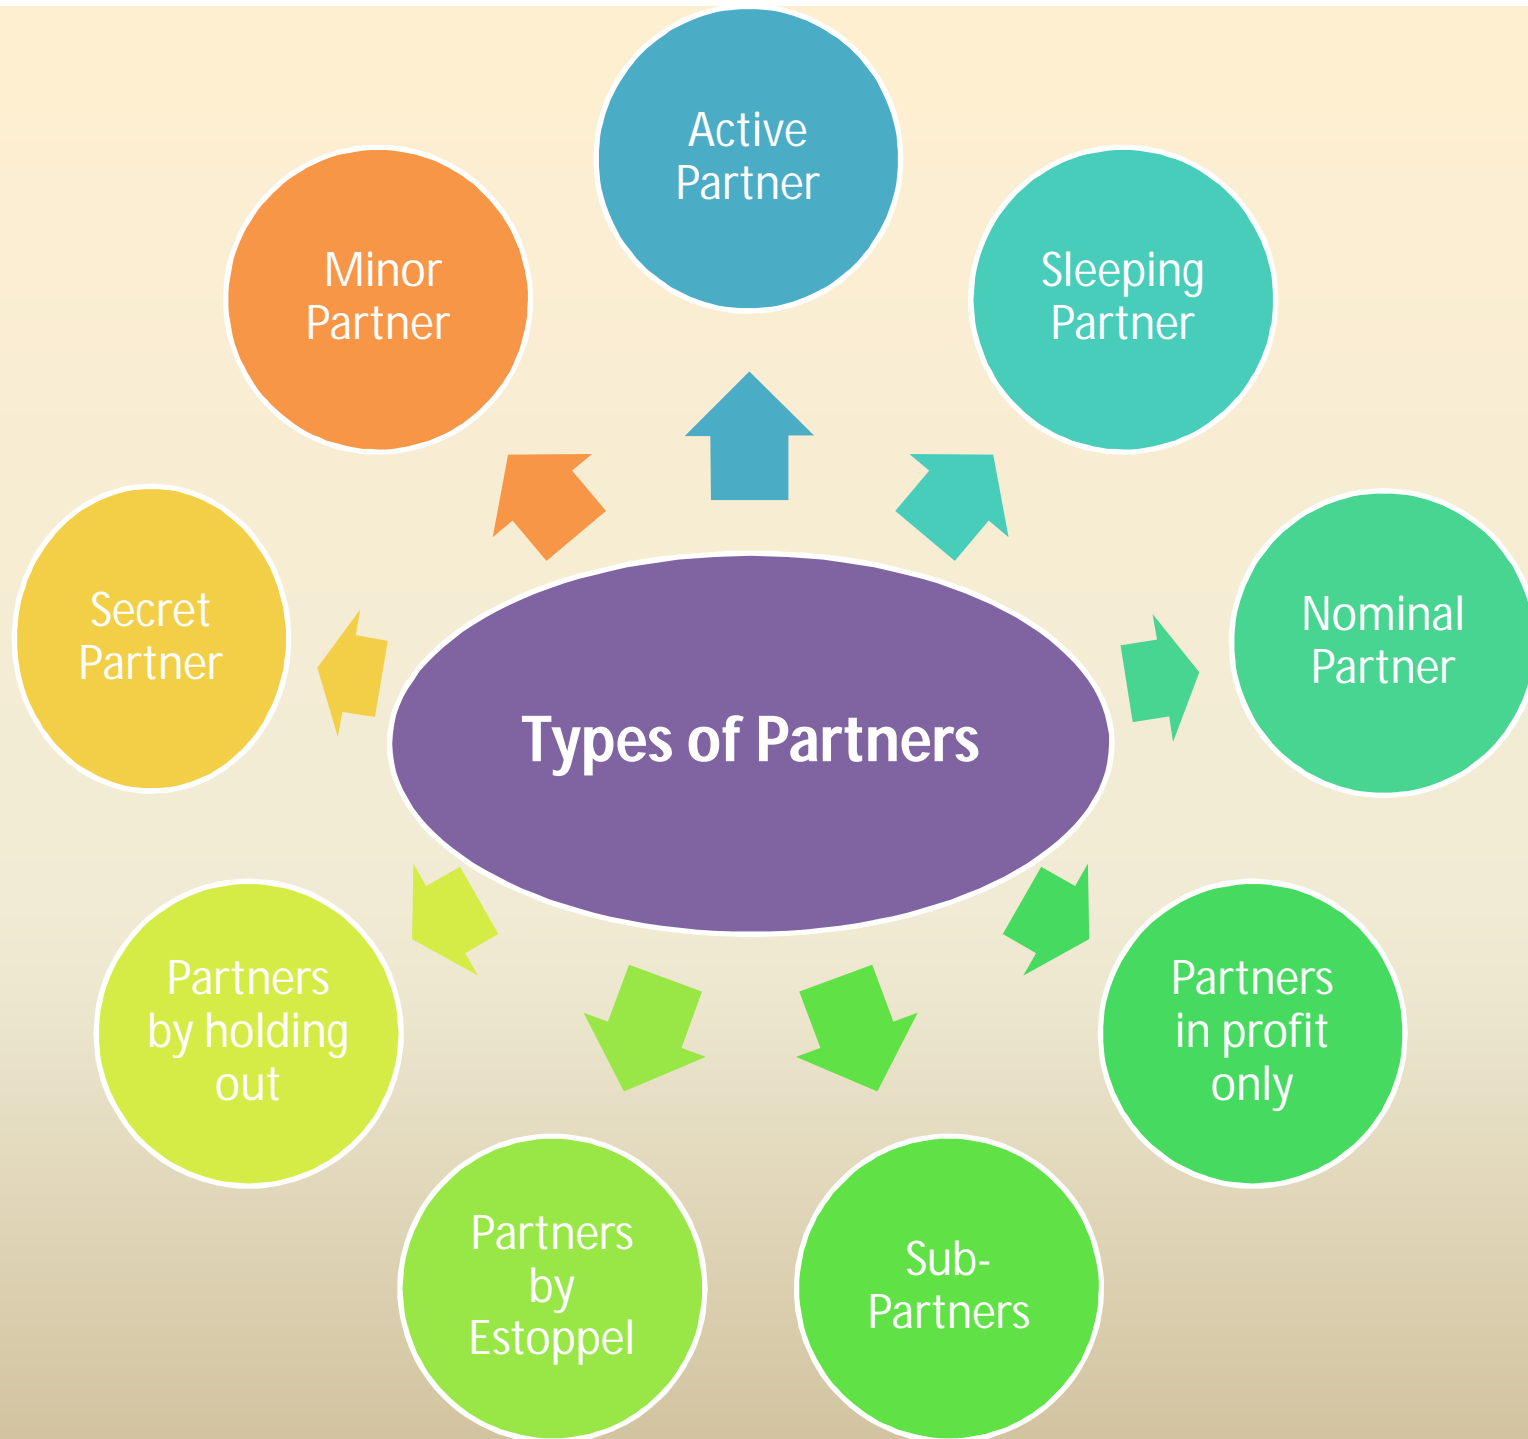 Active
Partner
Sleeping
Partner
Nominal
Partner
Partners
in profit
only
Sub-
Partners
Partners
by
Estoppel
Partners
by holding
out
Secret
Partner
Minor
Partner
Types of Partners